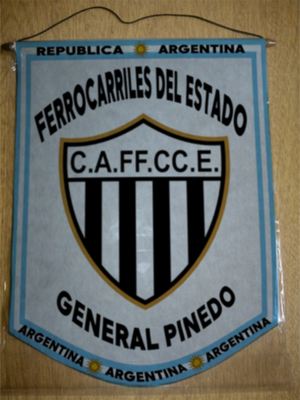 REPUBLICA ARGENTINA
FERROCARRILES DEL ESTADO
C.A.FF.CC.E.
GENERAL PINEDO
ARGENTINA ARGENTINA ARGENTINA